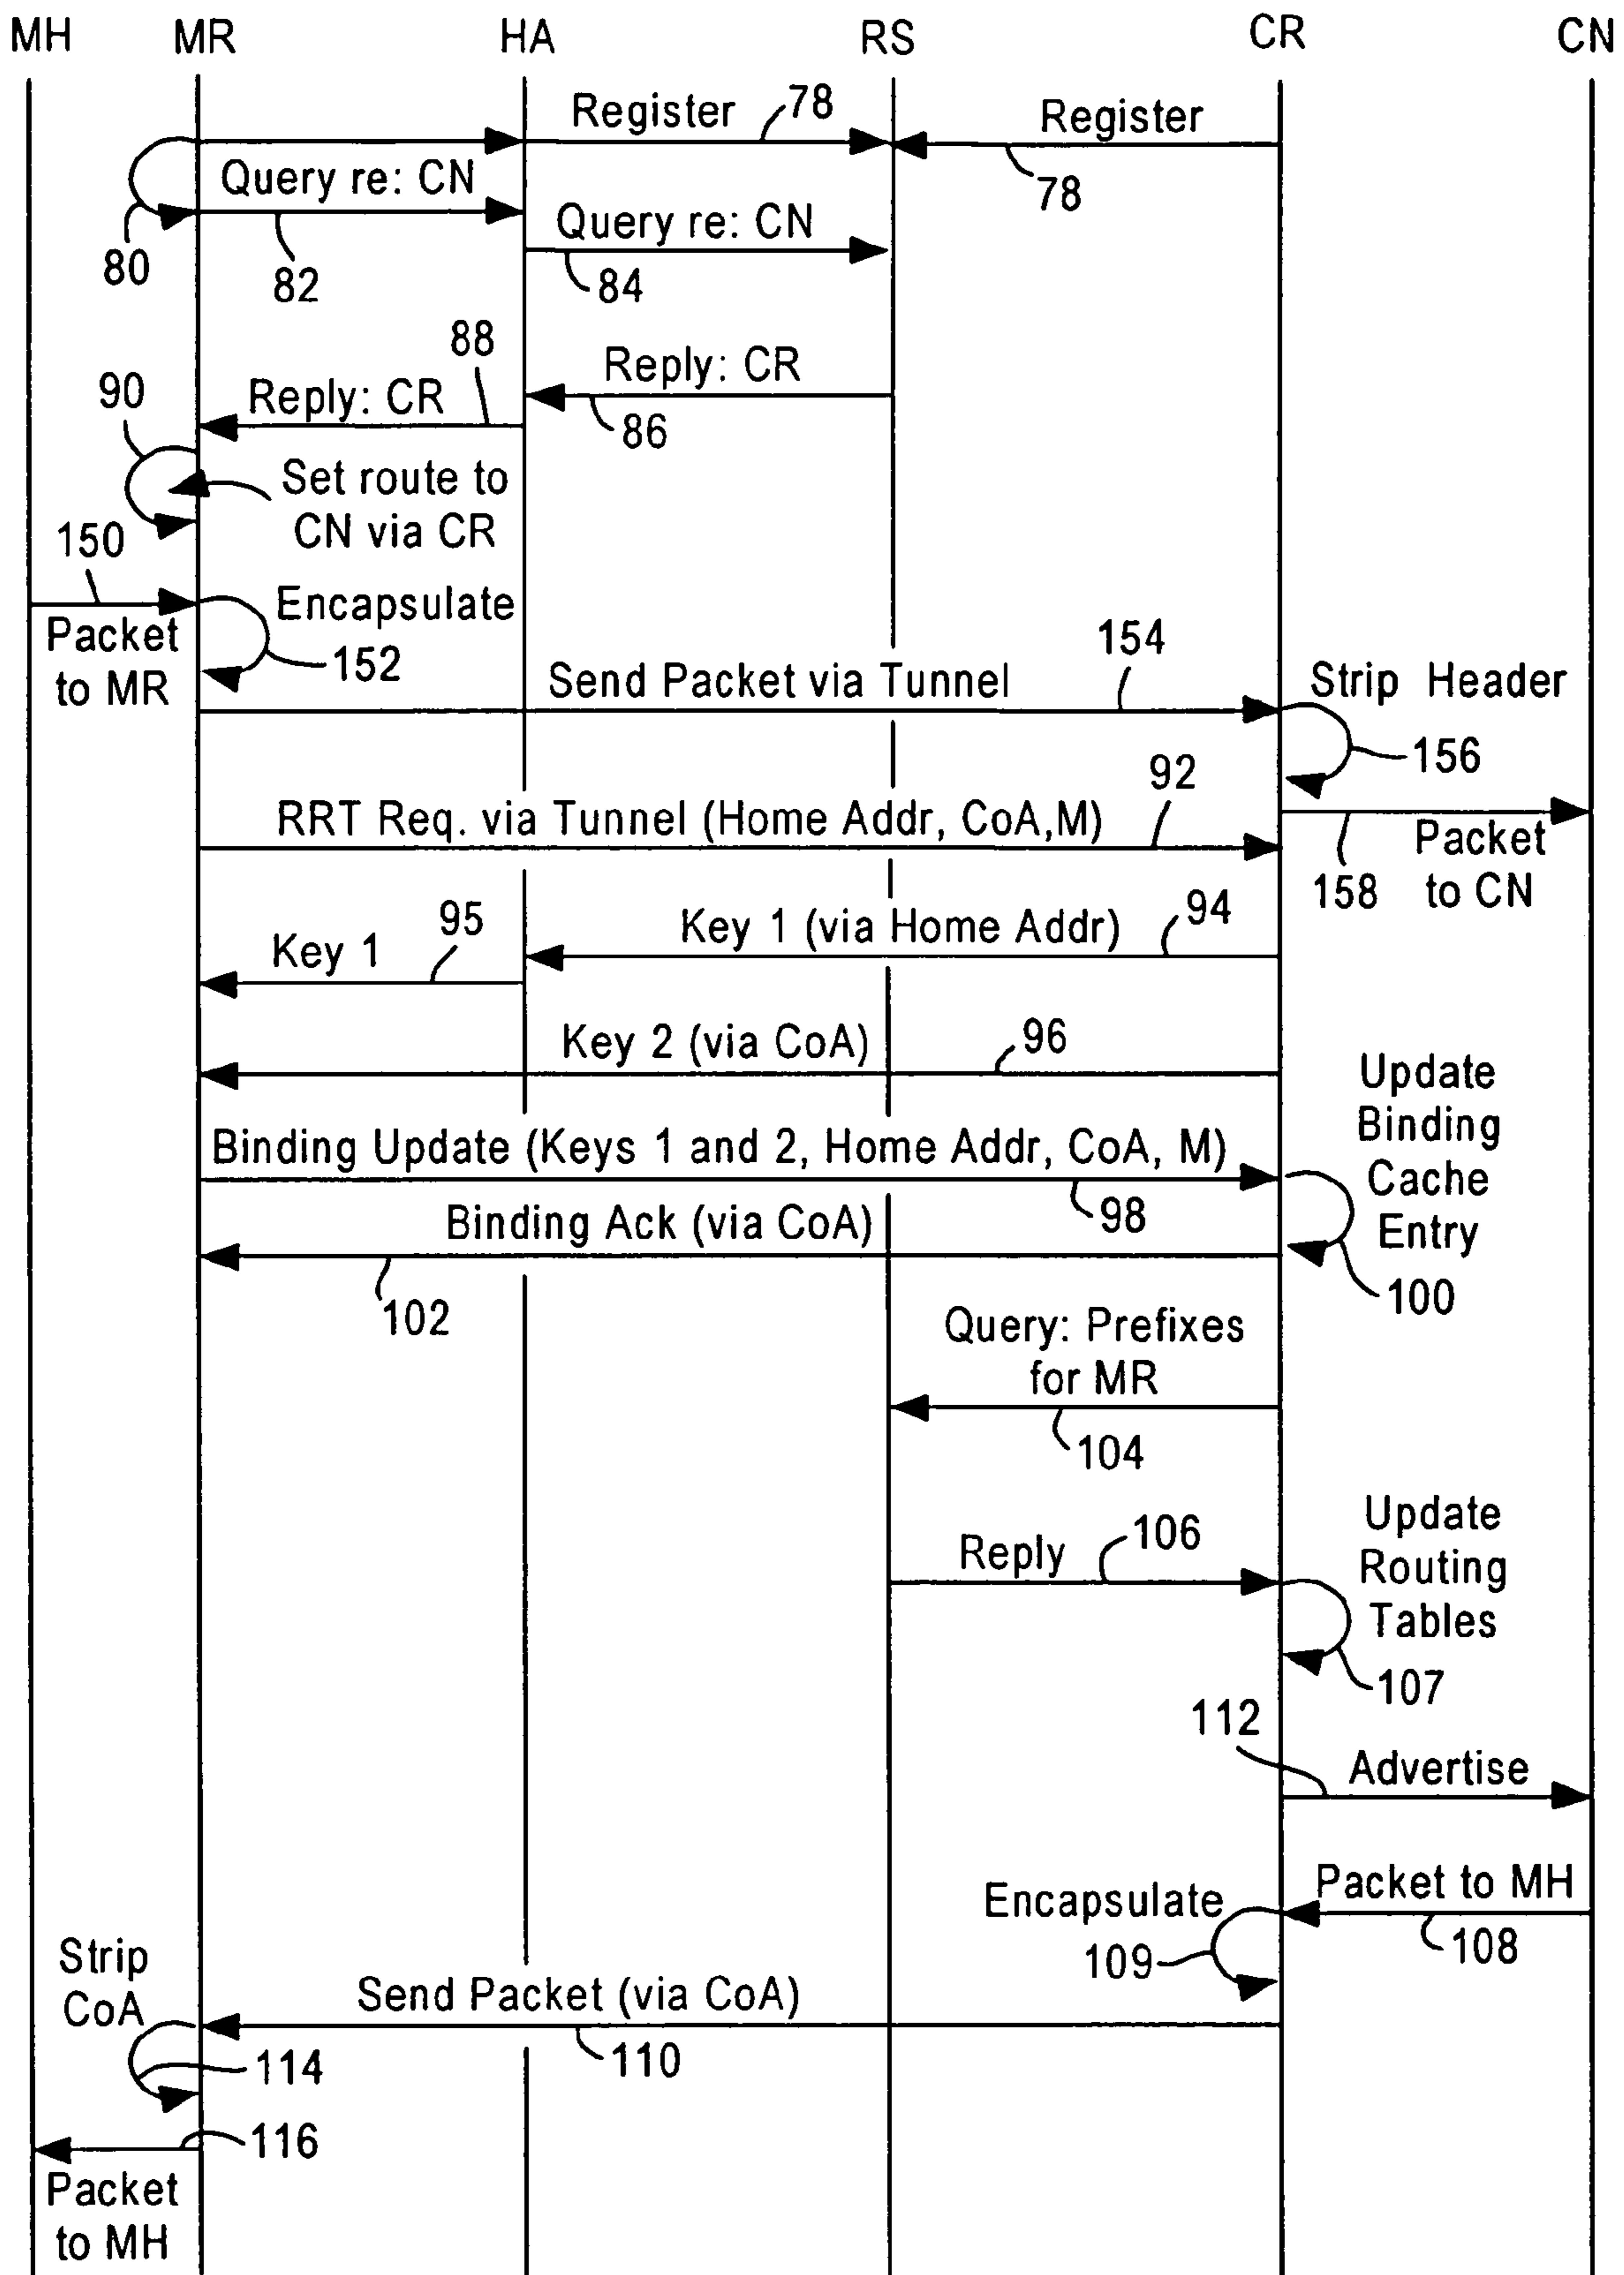 MH MR HA RS CR CN
Register 78 Register
78
Query re: CN
80 82
Query re: CN
84
88 Reply: CR
90 Reply: CR
86
Set route to
CN via CR
150
Encapsulate
Packet
to MR
152
154
Send Packet via Tunnel
Strip Header
156
92
RRT Req. via Tunnel (Home Addr, CoA,M)
Packet
to CN
158
94
95 Key 1 (via Home Addr)
Key 1
96
Key 2 (via CoA)
Update
Binding
Cache
Entry
100
Binding Update (Keys 1 and 2, Home Addr, CoA, M)
98
Binding Ack (via CoA)
102
Query: Prefixes
for MR
104
106
Reply
Update
Routing
Tables
107
112
Advertise
Packet to MH
108
Encapsulate
109
Strip
CoA
Send Packet (via CoA)
110
114
116
Packet
to MH